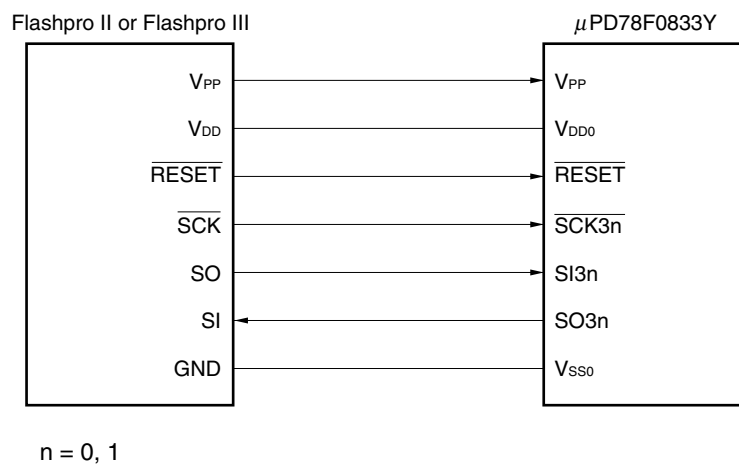 Flashpro II or Flashpro III
μPD78F0833Y
VPP VPP
VDD VDD0
RESET RESET
SCK SCK3n
SO SI3n
SI SO3n
GND VSS0
n = 0, 1